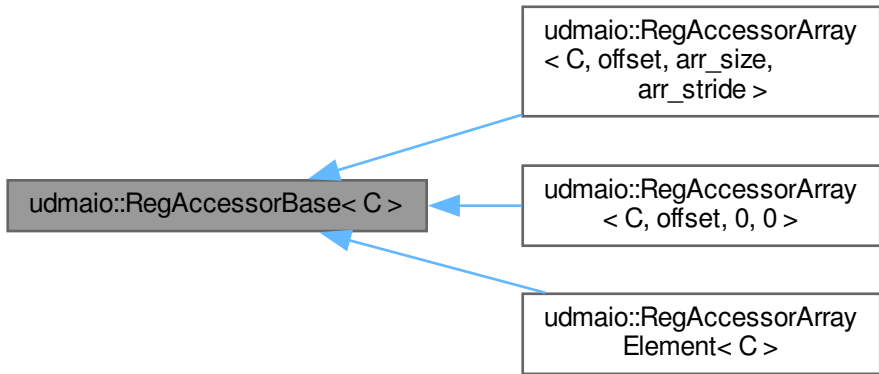 udmaio::RegAccessorArray
< C, offset, arr_size,
arr_stride >
udmaio::RegAccessorBase< C >
udmaio::RegAccessorArray
< C, offset, 0, 0 >
udmaio::RegAccessorArray
Element< C >